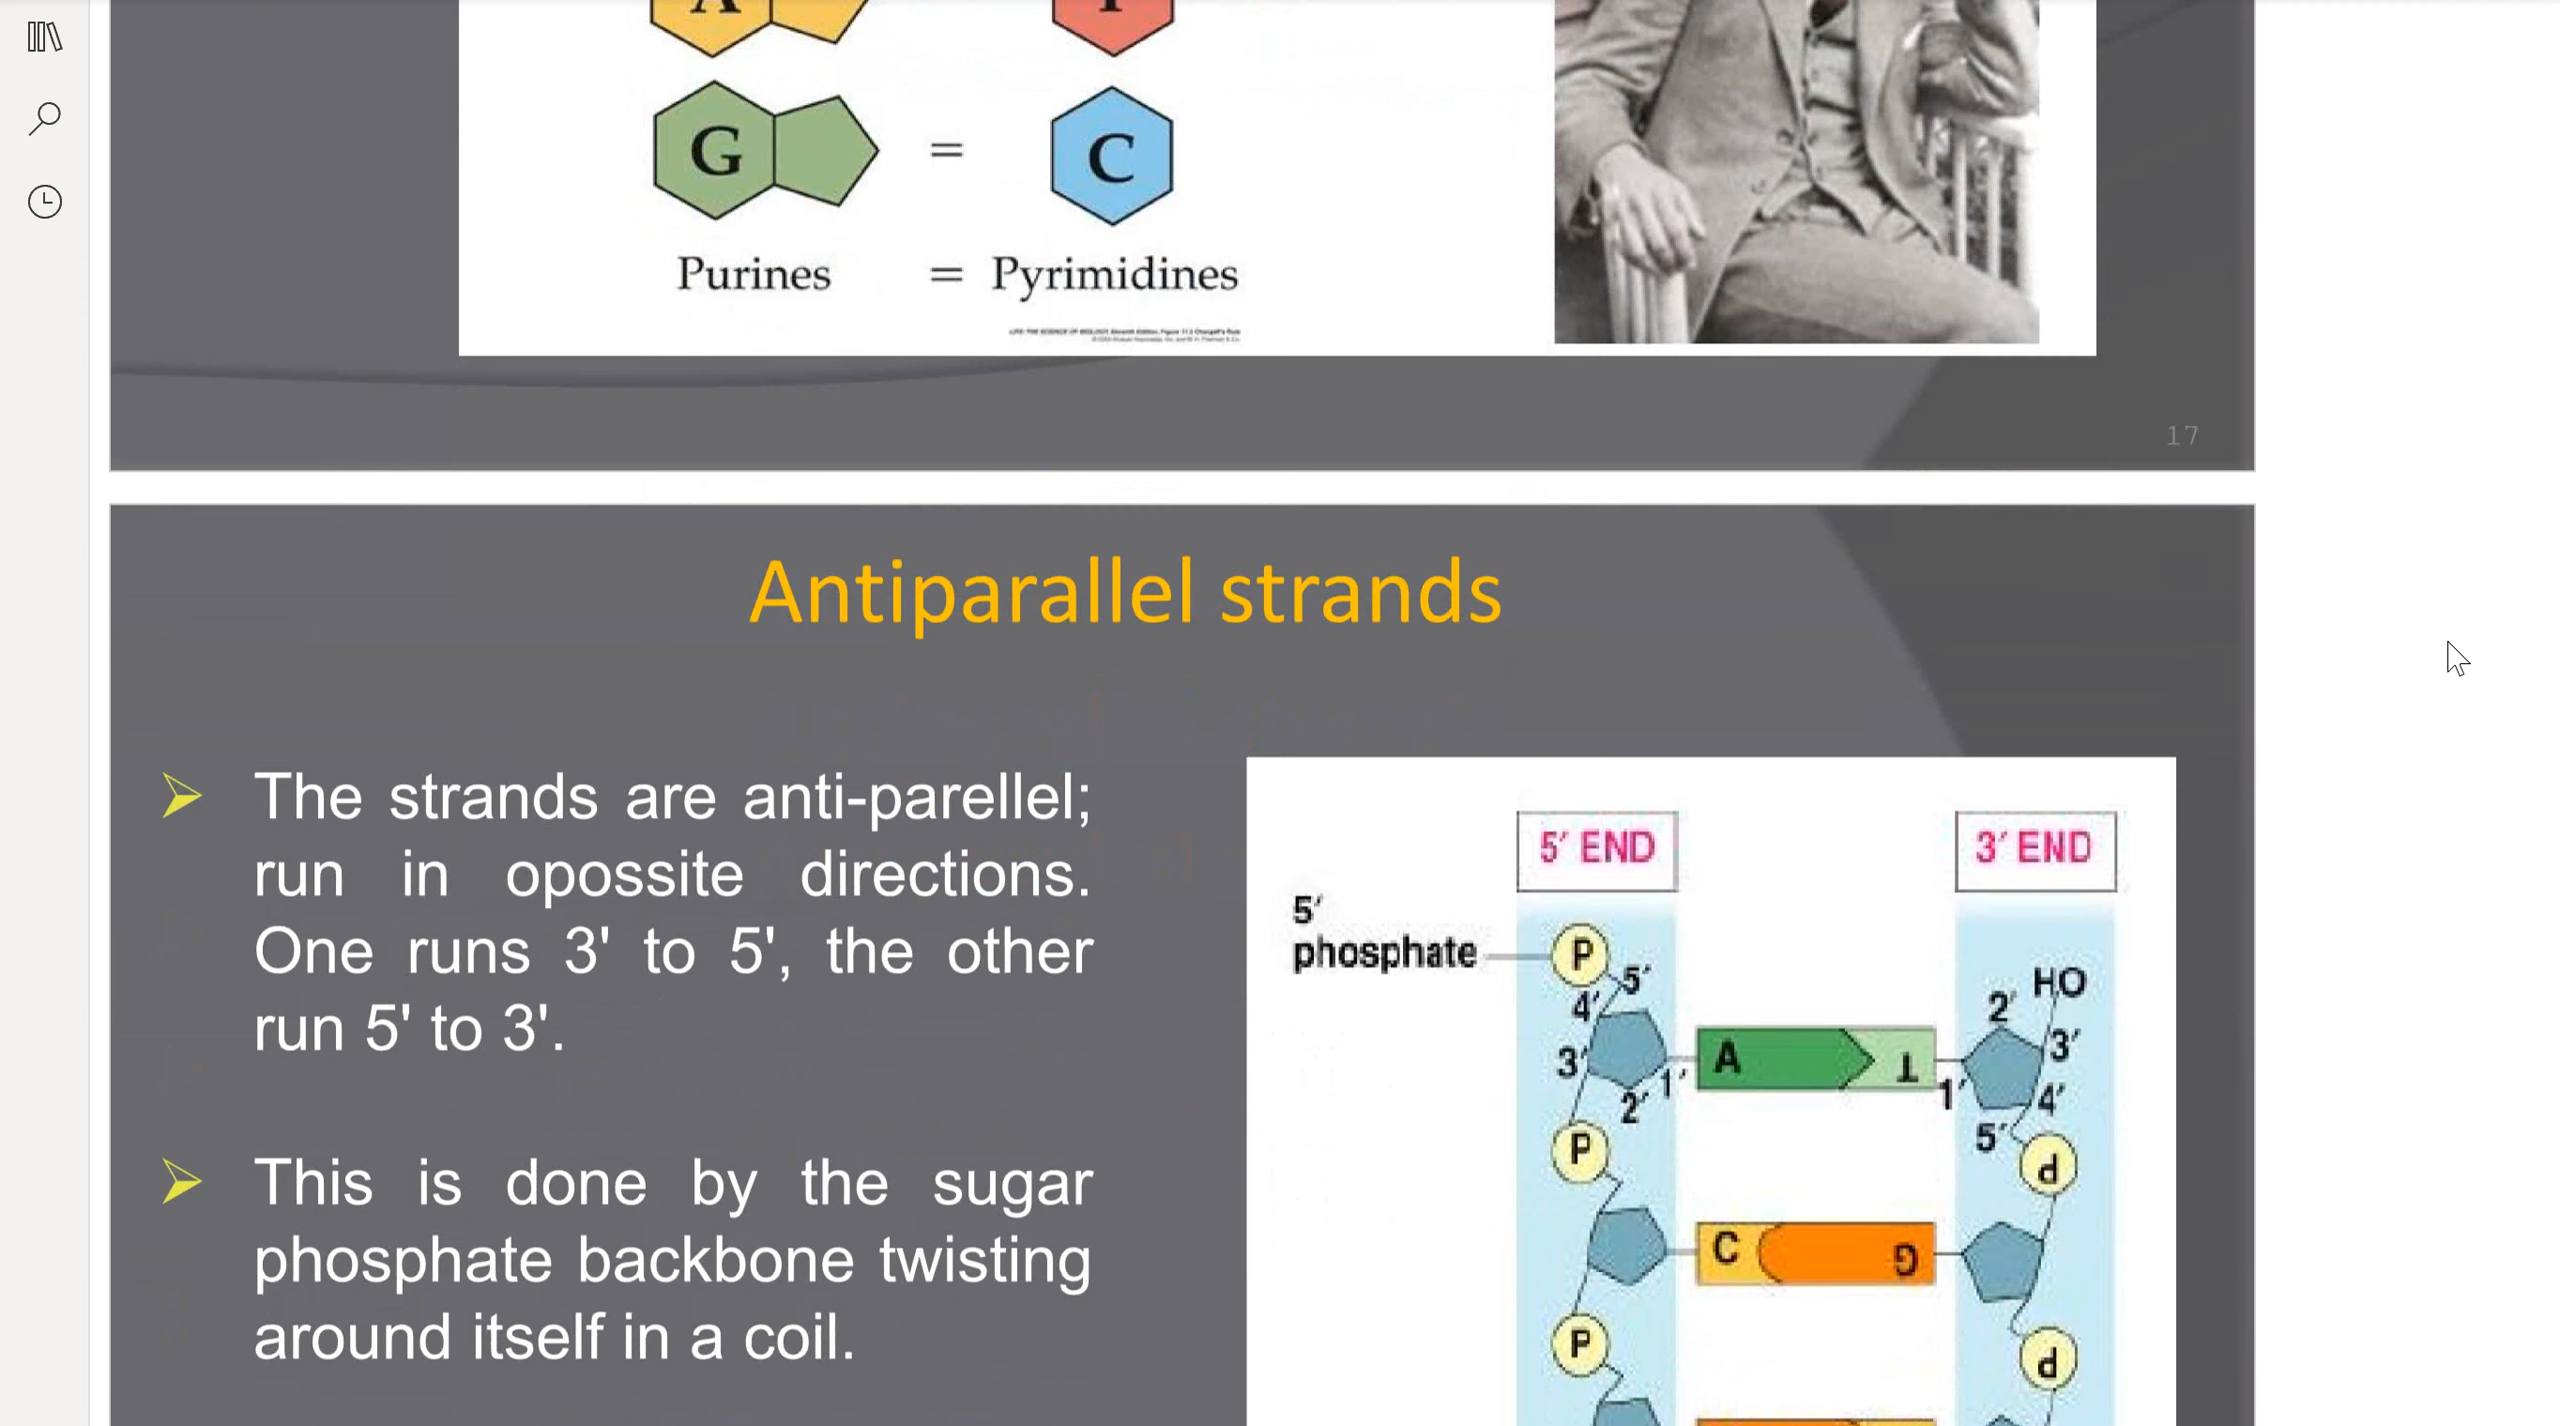 A T
G = C
Purines = Pyrimidines
17
Antiparallel strands
The strands are anti-parellel;
run in opossite directions.
One runs 3' to 5', the other
run 5' to 3'.
This is done by the sugar
phosphate backbone twisting
around itself in a coil.
5′ END 3′ END
5′
phosphate
P 5′ HO
4′ 2′
3′ A T 3′
2′ 1′ 1′ 4′
5′
P P
C G
P P